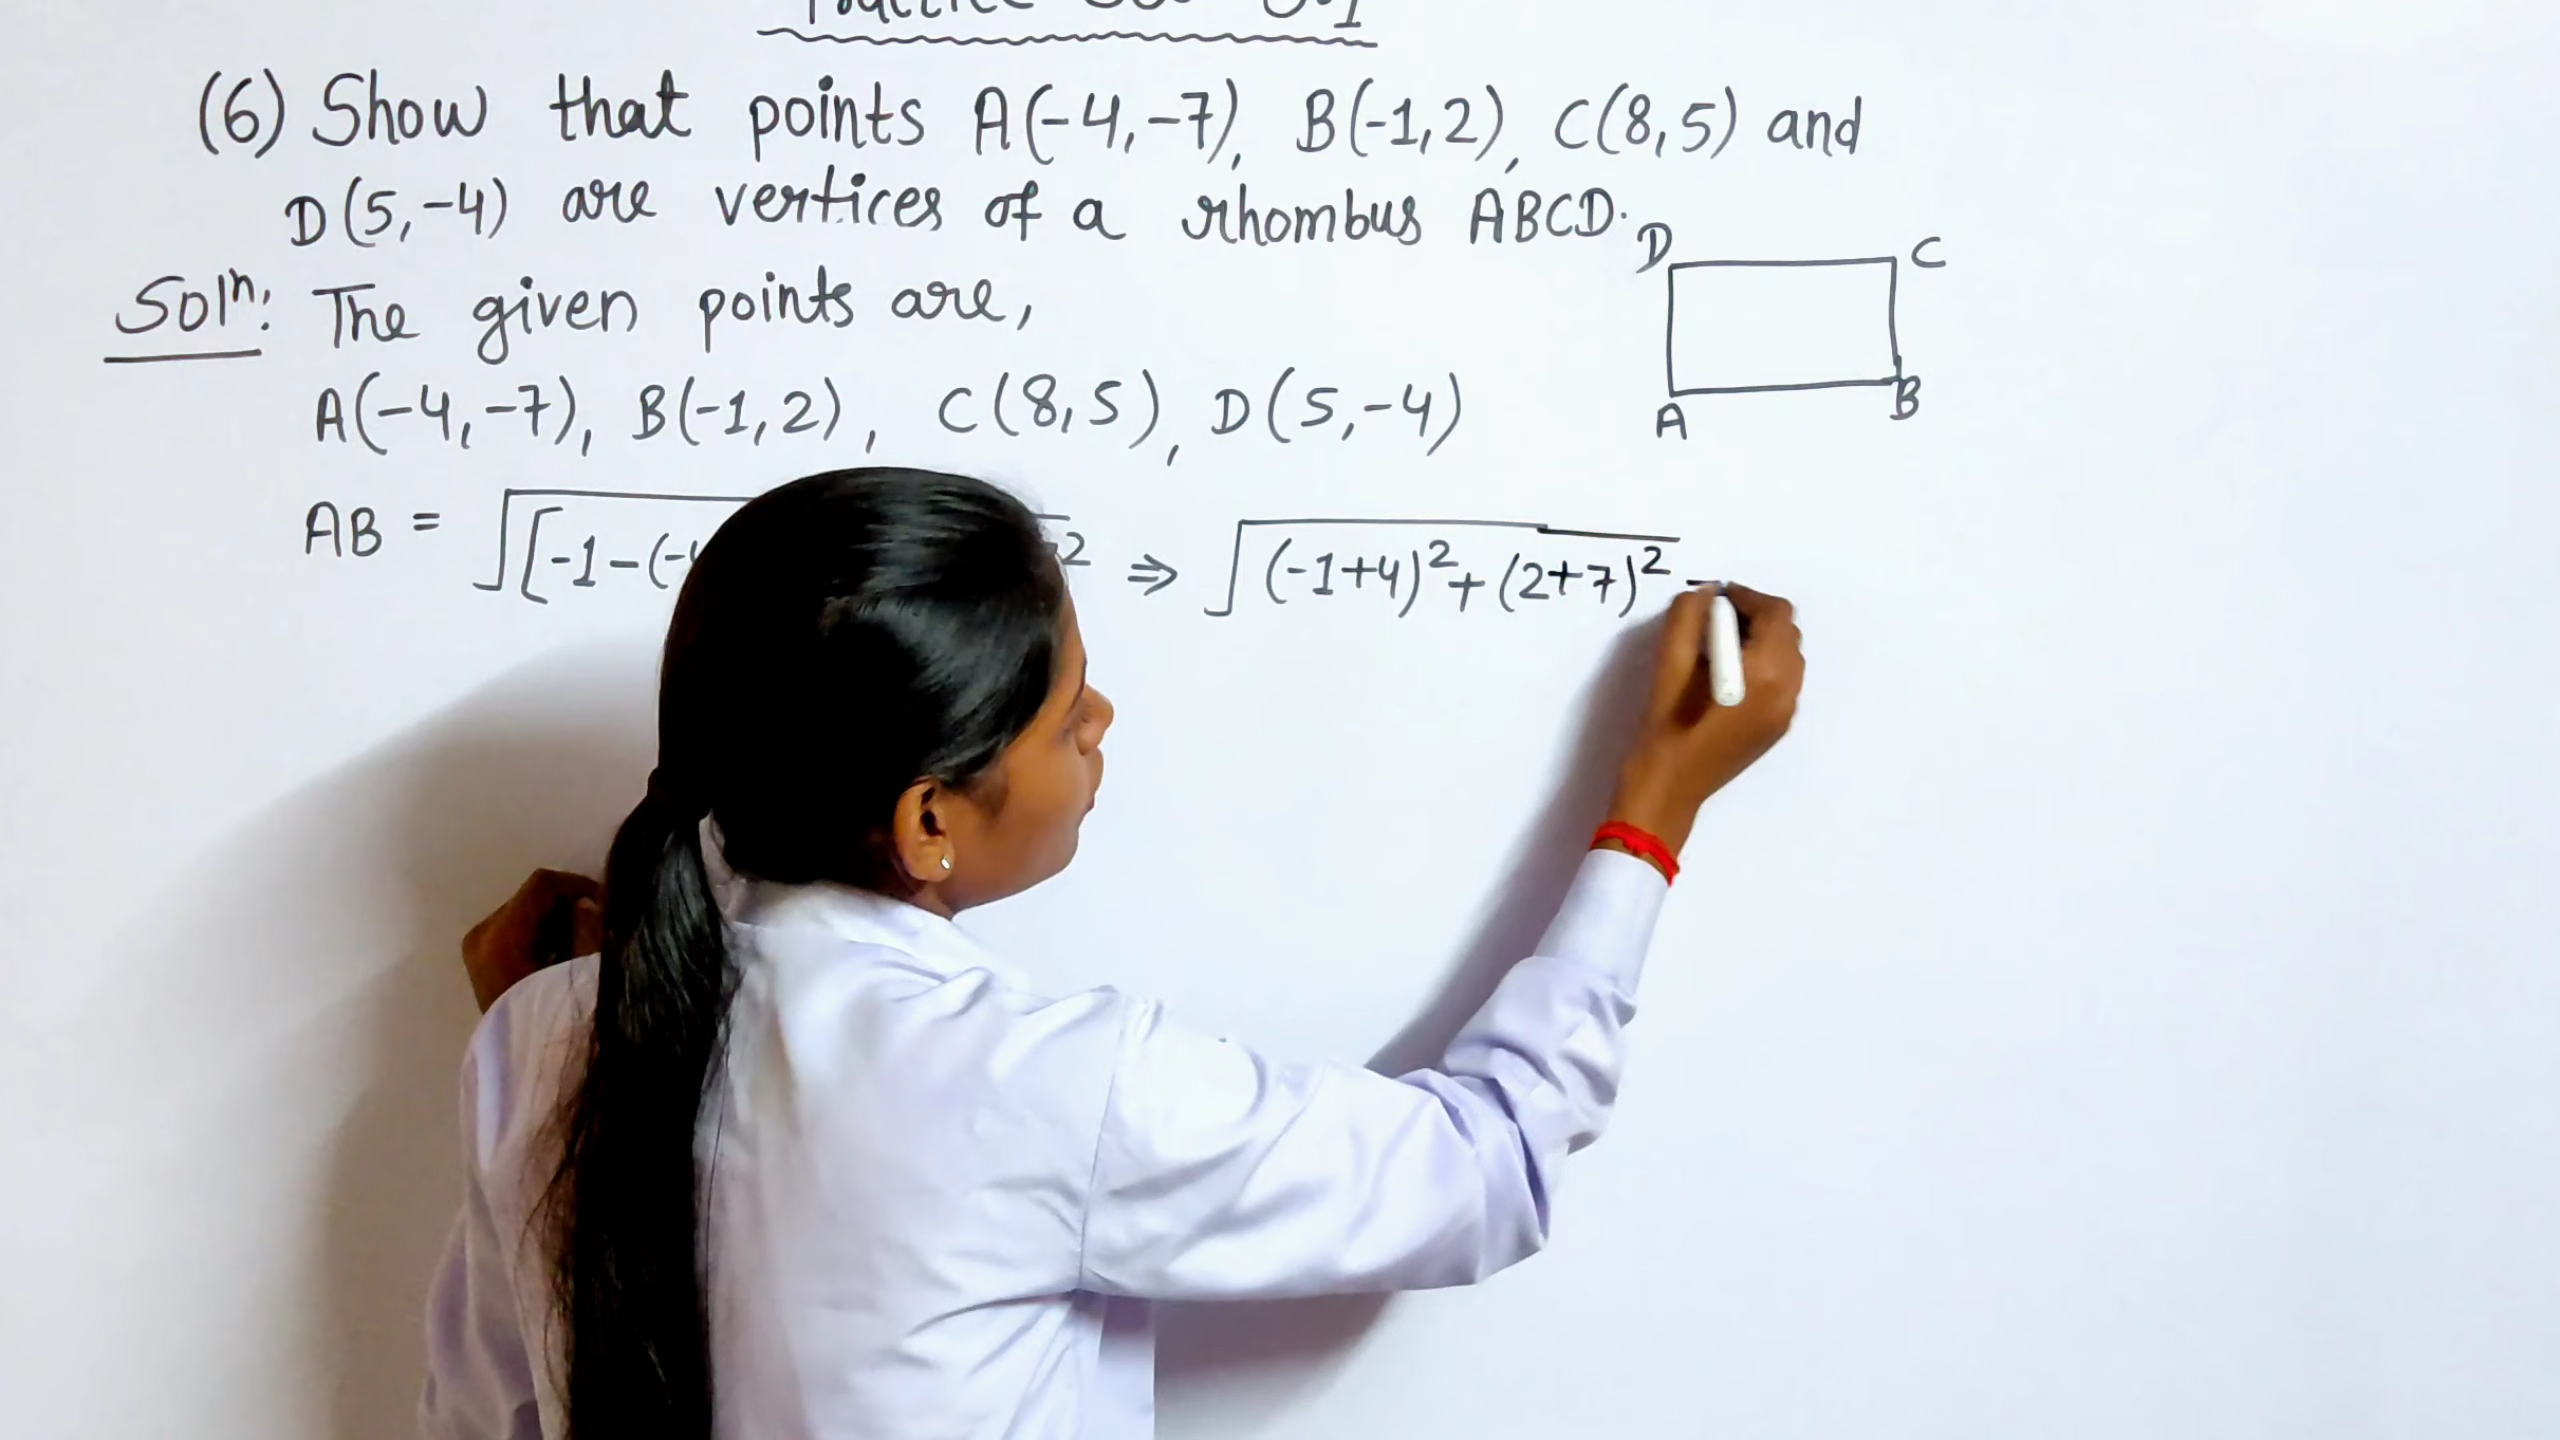 (6) Show that points A(-4,-7), B(-1,2), C(8,5) and
D(5,-4) are vertices of a rhombus ABCD.
D C
Solⁿ: The given points are,
A(-4,-7), B(-1,2), C(8,5), D(5,-4)
A B
AB = √[-1-(-4 ² ⇒ √(-1+4)²+(2+7)²